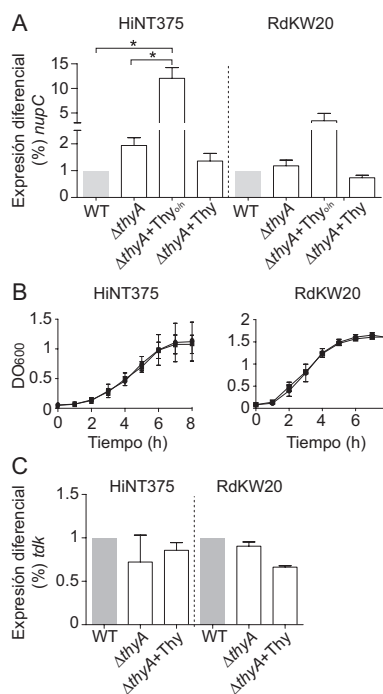 A
HiNT375
RdKW20
Expresión diferencial
(%) nupC
15
10
5
2
1
0
*
*
WT
ΔthyA
ΔthyA+Thyo/n
ΔthyA+Thy
WT
ΔthyA
ΔthyA+Thyo/n
ΔthyA+Thy
B
HiNT375
RdKW20
DO600
1.5
1
0.5
0
0 2 4 6 8
Tiempo (h)
2
1.5
1
0.5
0
0 2 4 6
Tiempo (h)
C
HiNT375
RdKW20
Expresión diferencial
(%) tdk
1.5
1
0.5
0
WT
ΔthyA
ΔthyA+Thy
WT
ΔthyA
ΔthyA+Thy